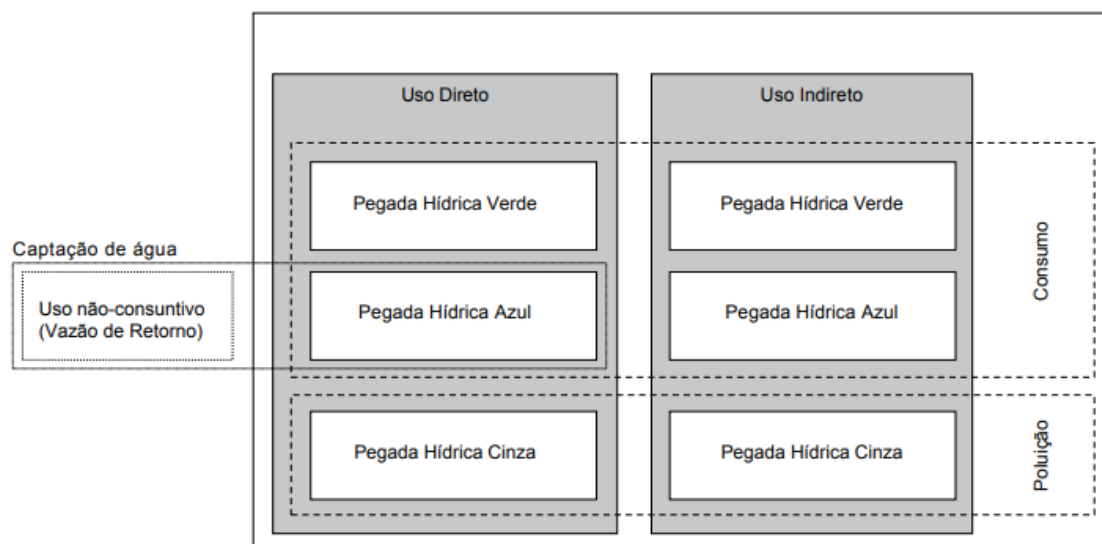 Uso Direto
Uso Indireto
Pegada Hídrica Verde
Pegada Hídrica Verde
Captação de água
Uso não-consuntivo
(Vazão de Retorno)
Pegada Hídrica Azul
Pegada Hídrica Azul
Consumo
Pegada Hídrica Cinza
Pegada Hídrica Cinza
Poluição